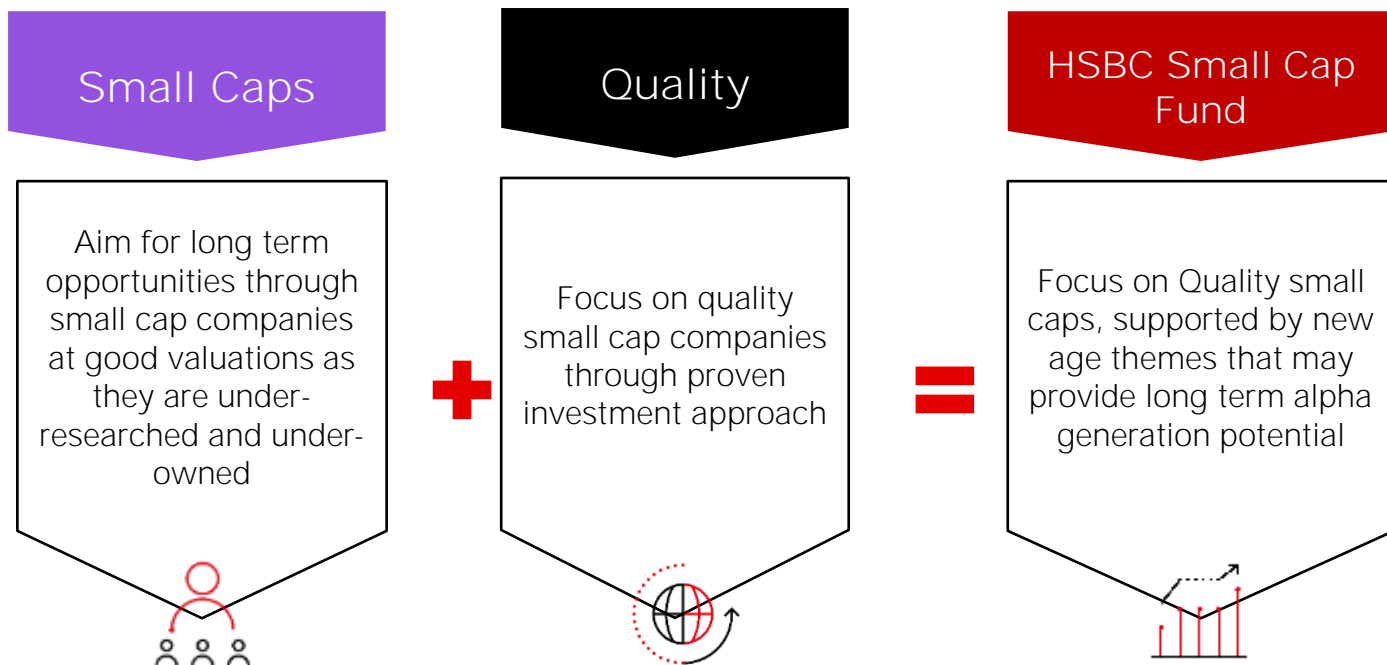 Small Caps
Aim for long term
opportunities through
small cap companies
at good valuations as
they are under-
researched and under-
owned
Quality
Focus on quality
small cap companies
through proven
investment approach
HSBC Small Cap
Fund
Focus on Quality small
caps, supported by new
age themes that may
provide long term alpha
generation potential